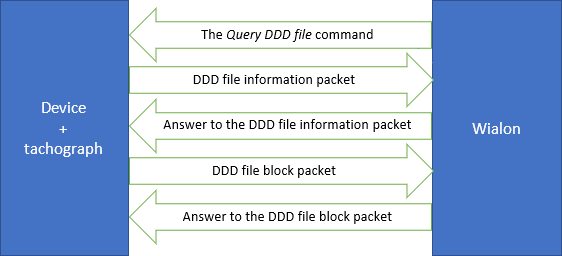 The Query DDD file command
DDD file information packet
Device
+
tachograph
Answer to the DDD file information packet
Wialon
DDD file block packet
Answer to the DDD file block packet